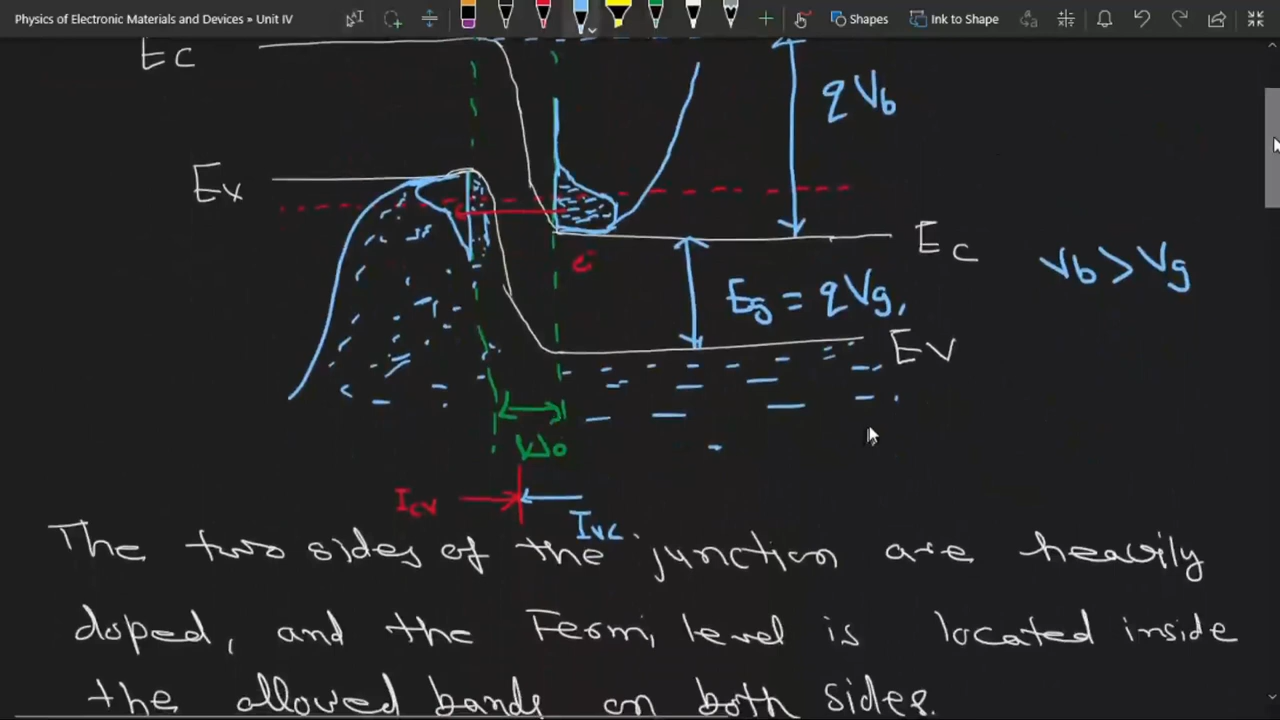 Physics of Electronic Materials and Devices » Unit IV
Shapes
Ink to Shape
Ec
qVb
Ev
Ec
Vb > Vg
e
Eg = qVg,
Ev
W0
Icv
Ivc.
The two sides of the junction are heavily
doped, and the Fermi level is located inside
the allowed bands on both sides.